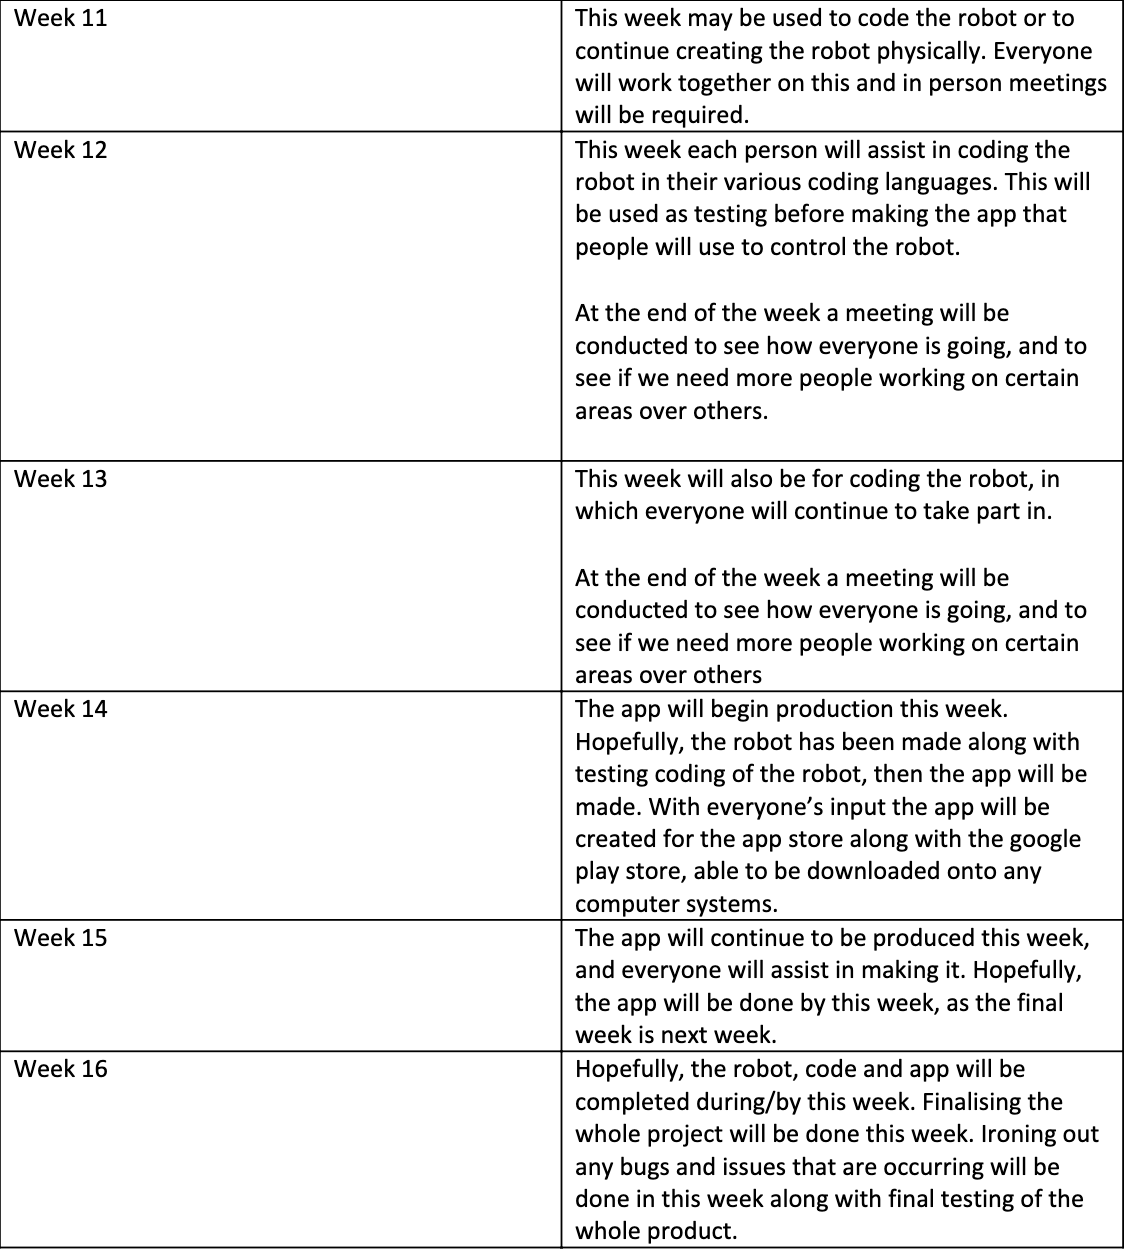 Week 11
This week may be used to code the robot or to
continue creating the robot physically. Everyone
will work together on this and in person meetings
will be required.
Week 12
This week each person will assist in coding the
robot in their various coding languages. This will
be used as testing before making the app that
people will use to control the robot.
At the end of the week a meeting will be
conducted to see how everyone is going, and to
see if we need more people working on certain
areas over others.
Week 13
This week will also be for coding the robot, in
which everyone will continue to take part in.
At the end of the week a meeting will be
conducted to see how everyone is going, and to
see if we need more people working on certain
areas over others
Week 14
The app will begin production this week.
Hopefully, the robot has been made along with
testing coding of the robot, then the app will be
made. With everyone’s input the app will be
created for the app store along with the google
play store, able to be downloaded onto any
computer systems.
Week 15
The app will continue to be produced this week,
and everyone will assist in making it. Hopefully,
the app will be done by this week, as the final
week is next week.
Week 16
Hopefully, the robot, code and app will be
completed during/by this week. Finalising the
whole project will be done this week. Ironing out
any bugs and issues that are occurring will be
done in this week along with final testing of the
whole product.